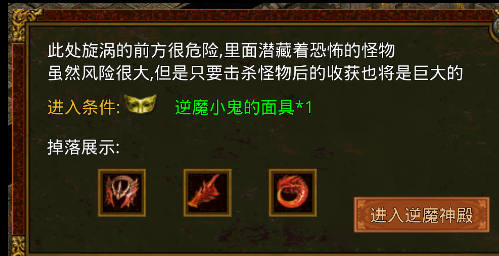 此处旋涡的前方很危险,里面潜藏着恐怖的怪物
虽然风险很大,但是只要击杀怪物后的收获也将是巨大的
进入条件: 逆魔小鬼的面具*1
掉落展示:
进入逆魔神殿